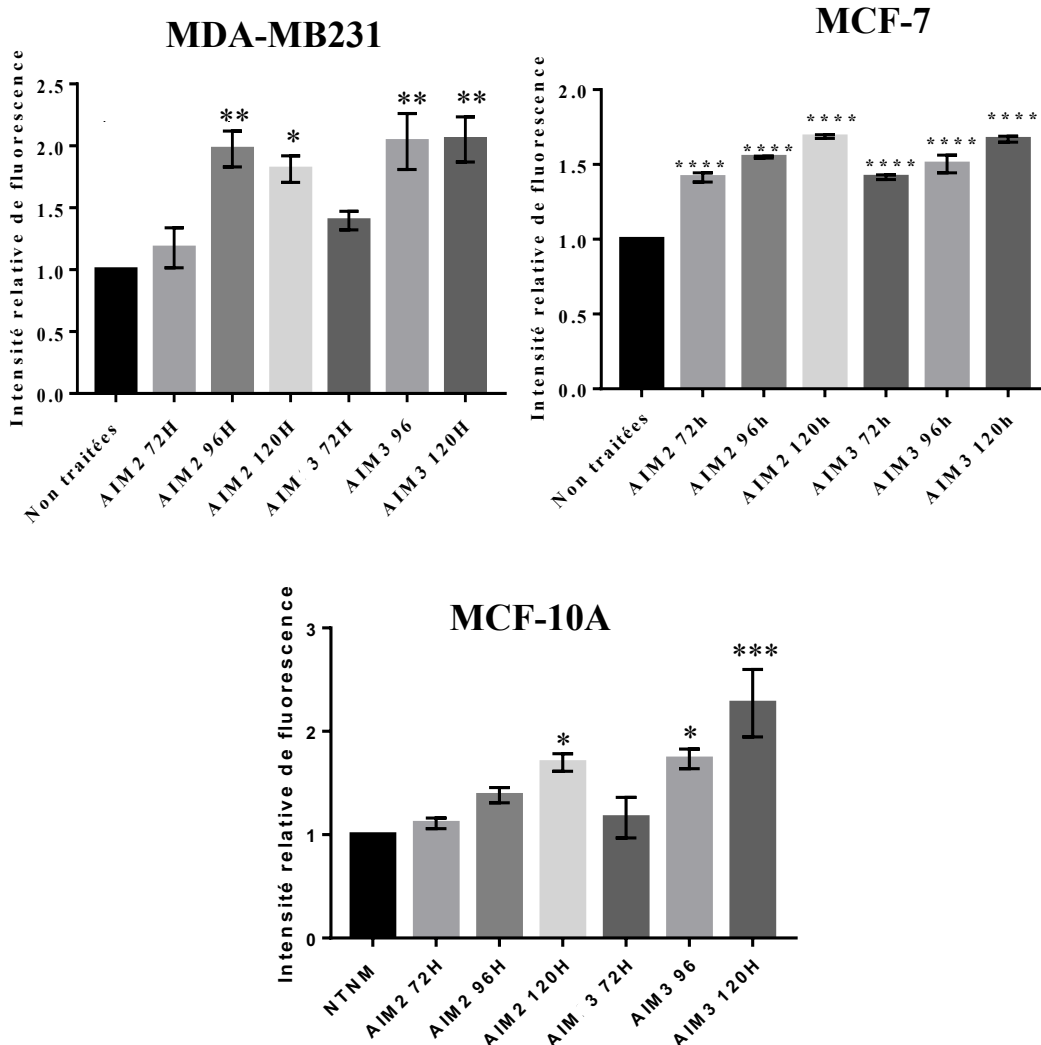 MDA-MB231
Intensité relative de fluorescence
2.5
2.0
1.5
1.0
0.5
0.0
**
*
**
**
Non traitées
AIM2 72H
AIM2 96H
AIM2 120H
AIM 3 72H
AIM3 96
AIM3 120H
MCF-7
Intensité relative de fluorescence
2.0
1.5
1.0
0.5
0.0
****
****
****
****
****
****
Non traitées
AIM2 72h
AIM2 96h
AIM2 120h
AIM3 72h
AIM3 96h
AIM3 120h
MCF-10A
Intensité relative de fluorescence
3
2
1
0
*
*
***
NTNM
AIM2 72H
AIM2 96H
AIM2 120H
AIM 3 72H
AIM3 96
AIM3 120H